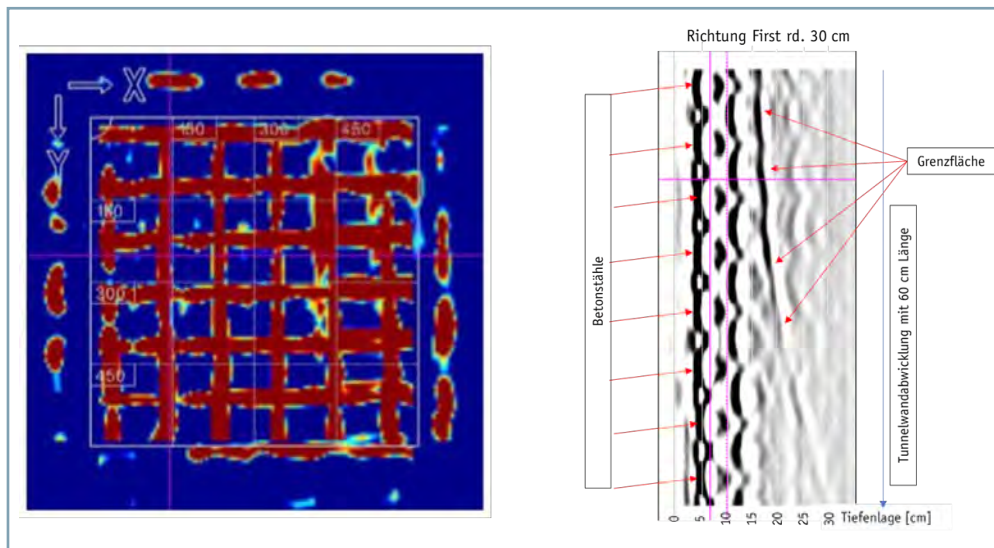 X
Y
150
300
450
150
300
450
Richtung First rd. 30 cm
Betonstähle
Grenzfläche
Tunnelwandabwicklung mit 60 cm Länge
0
5
10
15
20
25
30
Tiefenlage [cm]